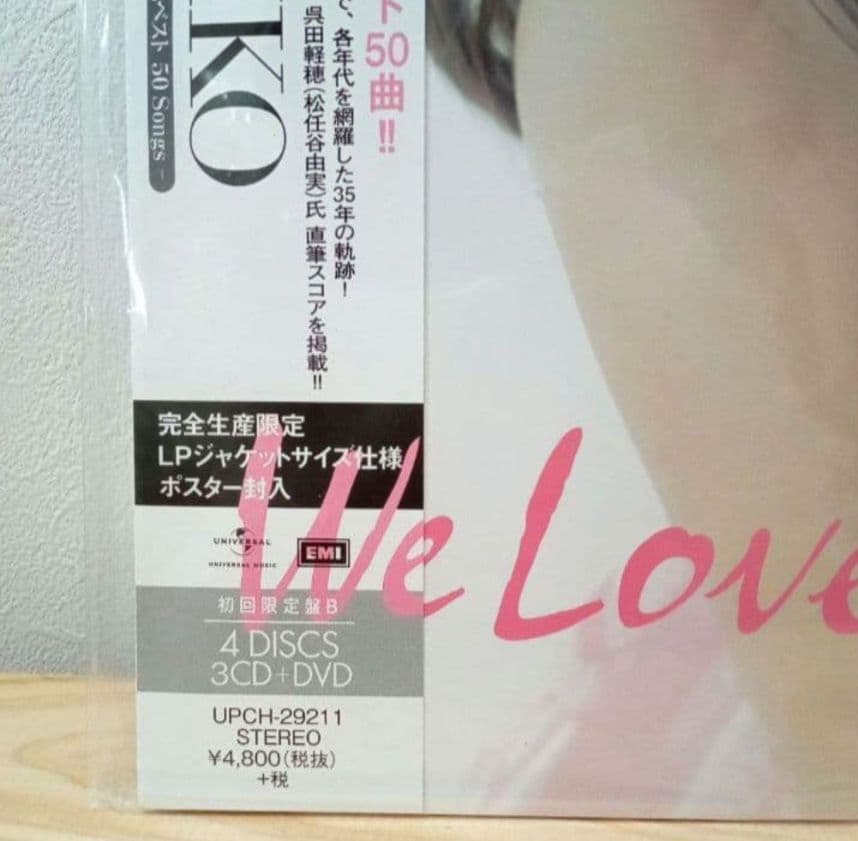 ト50曲!!
で、各年代を網羅した35年の軌跡!
呉田軽穂(松任谷由実)氏 直筆スコアを掲載!!
KO
ベスト 50 Songs –
完全生産限定
LPジャケットサイズ仕様
ポスター封入
We Love
UNIVERSAL
UNIVERSAL MUSIC
EMI
初回限定盤B
4 DISCS
3CD+DVD
UPCH-29211
STEREO
¥4,800(税抜)
+税